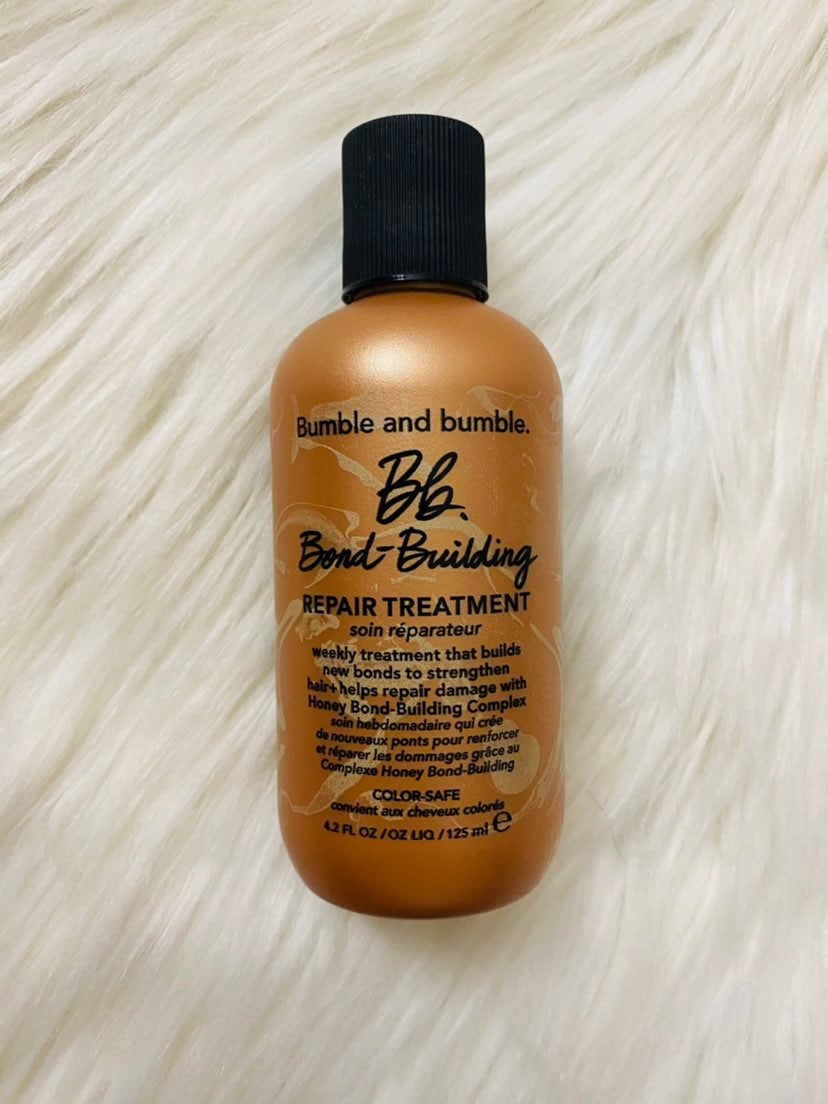 Bumble and bumble.
Bb.
Bond-Building
REPAIR TREATMENT
soin réparateur
weekly treatment that builds
new bonds to strengthen
hair+helps repair damage with
Honey Bond-Building Complex
soin hebdomadaire qui crée
de nouveaux ponts pour renforcer
et réparer les dommages grâce au
Complexe Honey Bond-Building
COLOR-SAFE
convient aux cheveux colorés
4.2 FL OZ/OZ LIQ/125 ml e